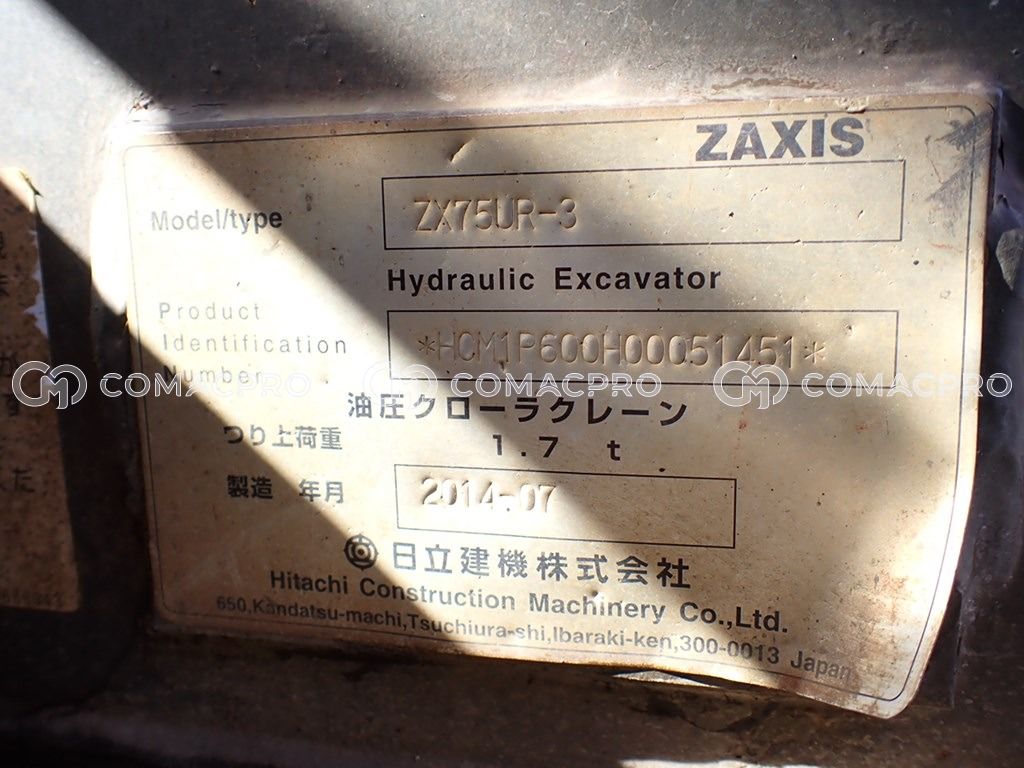 ZAXIS
Model/type ZX75UR-3
Hydraulic Excavator
Product
Identification
Number *HCM1P600H00051451*
COMACPRO COMACPRO COMACPRO
油圧クローラクレーン
つり上荷重 1.7 t
製造 年月 2014-07
日立建機株式会社
Hitachi Construction Machinery Co.,Ltd.
650,Kandatsu-machi,Tsuchiura-shi,Ibaraki-ken,300-0013 Japan